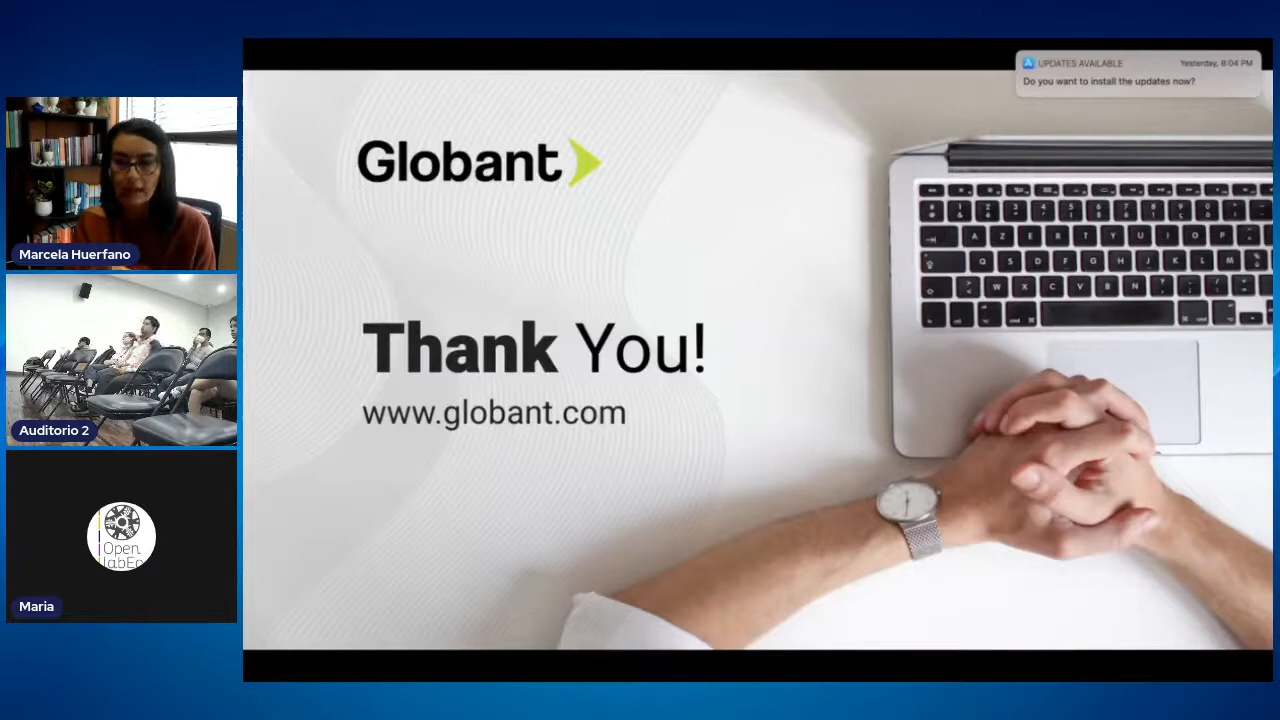 UPDATES AVAILABLE
Yesterday, 8:04 PM
Do you want to install the updates now?
Globant
Thank You!
www.globant.com
Marcela Huerfano
Auditorio 2
Open
Maria